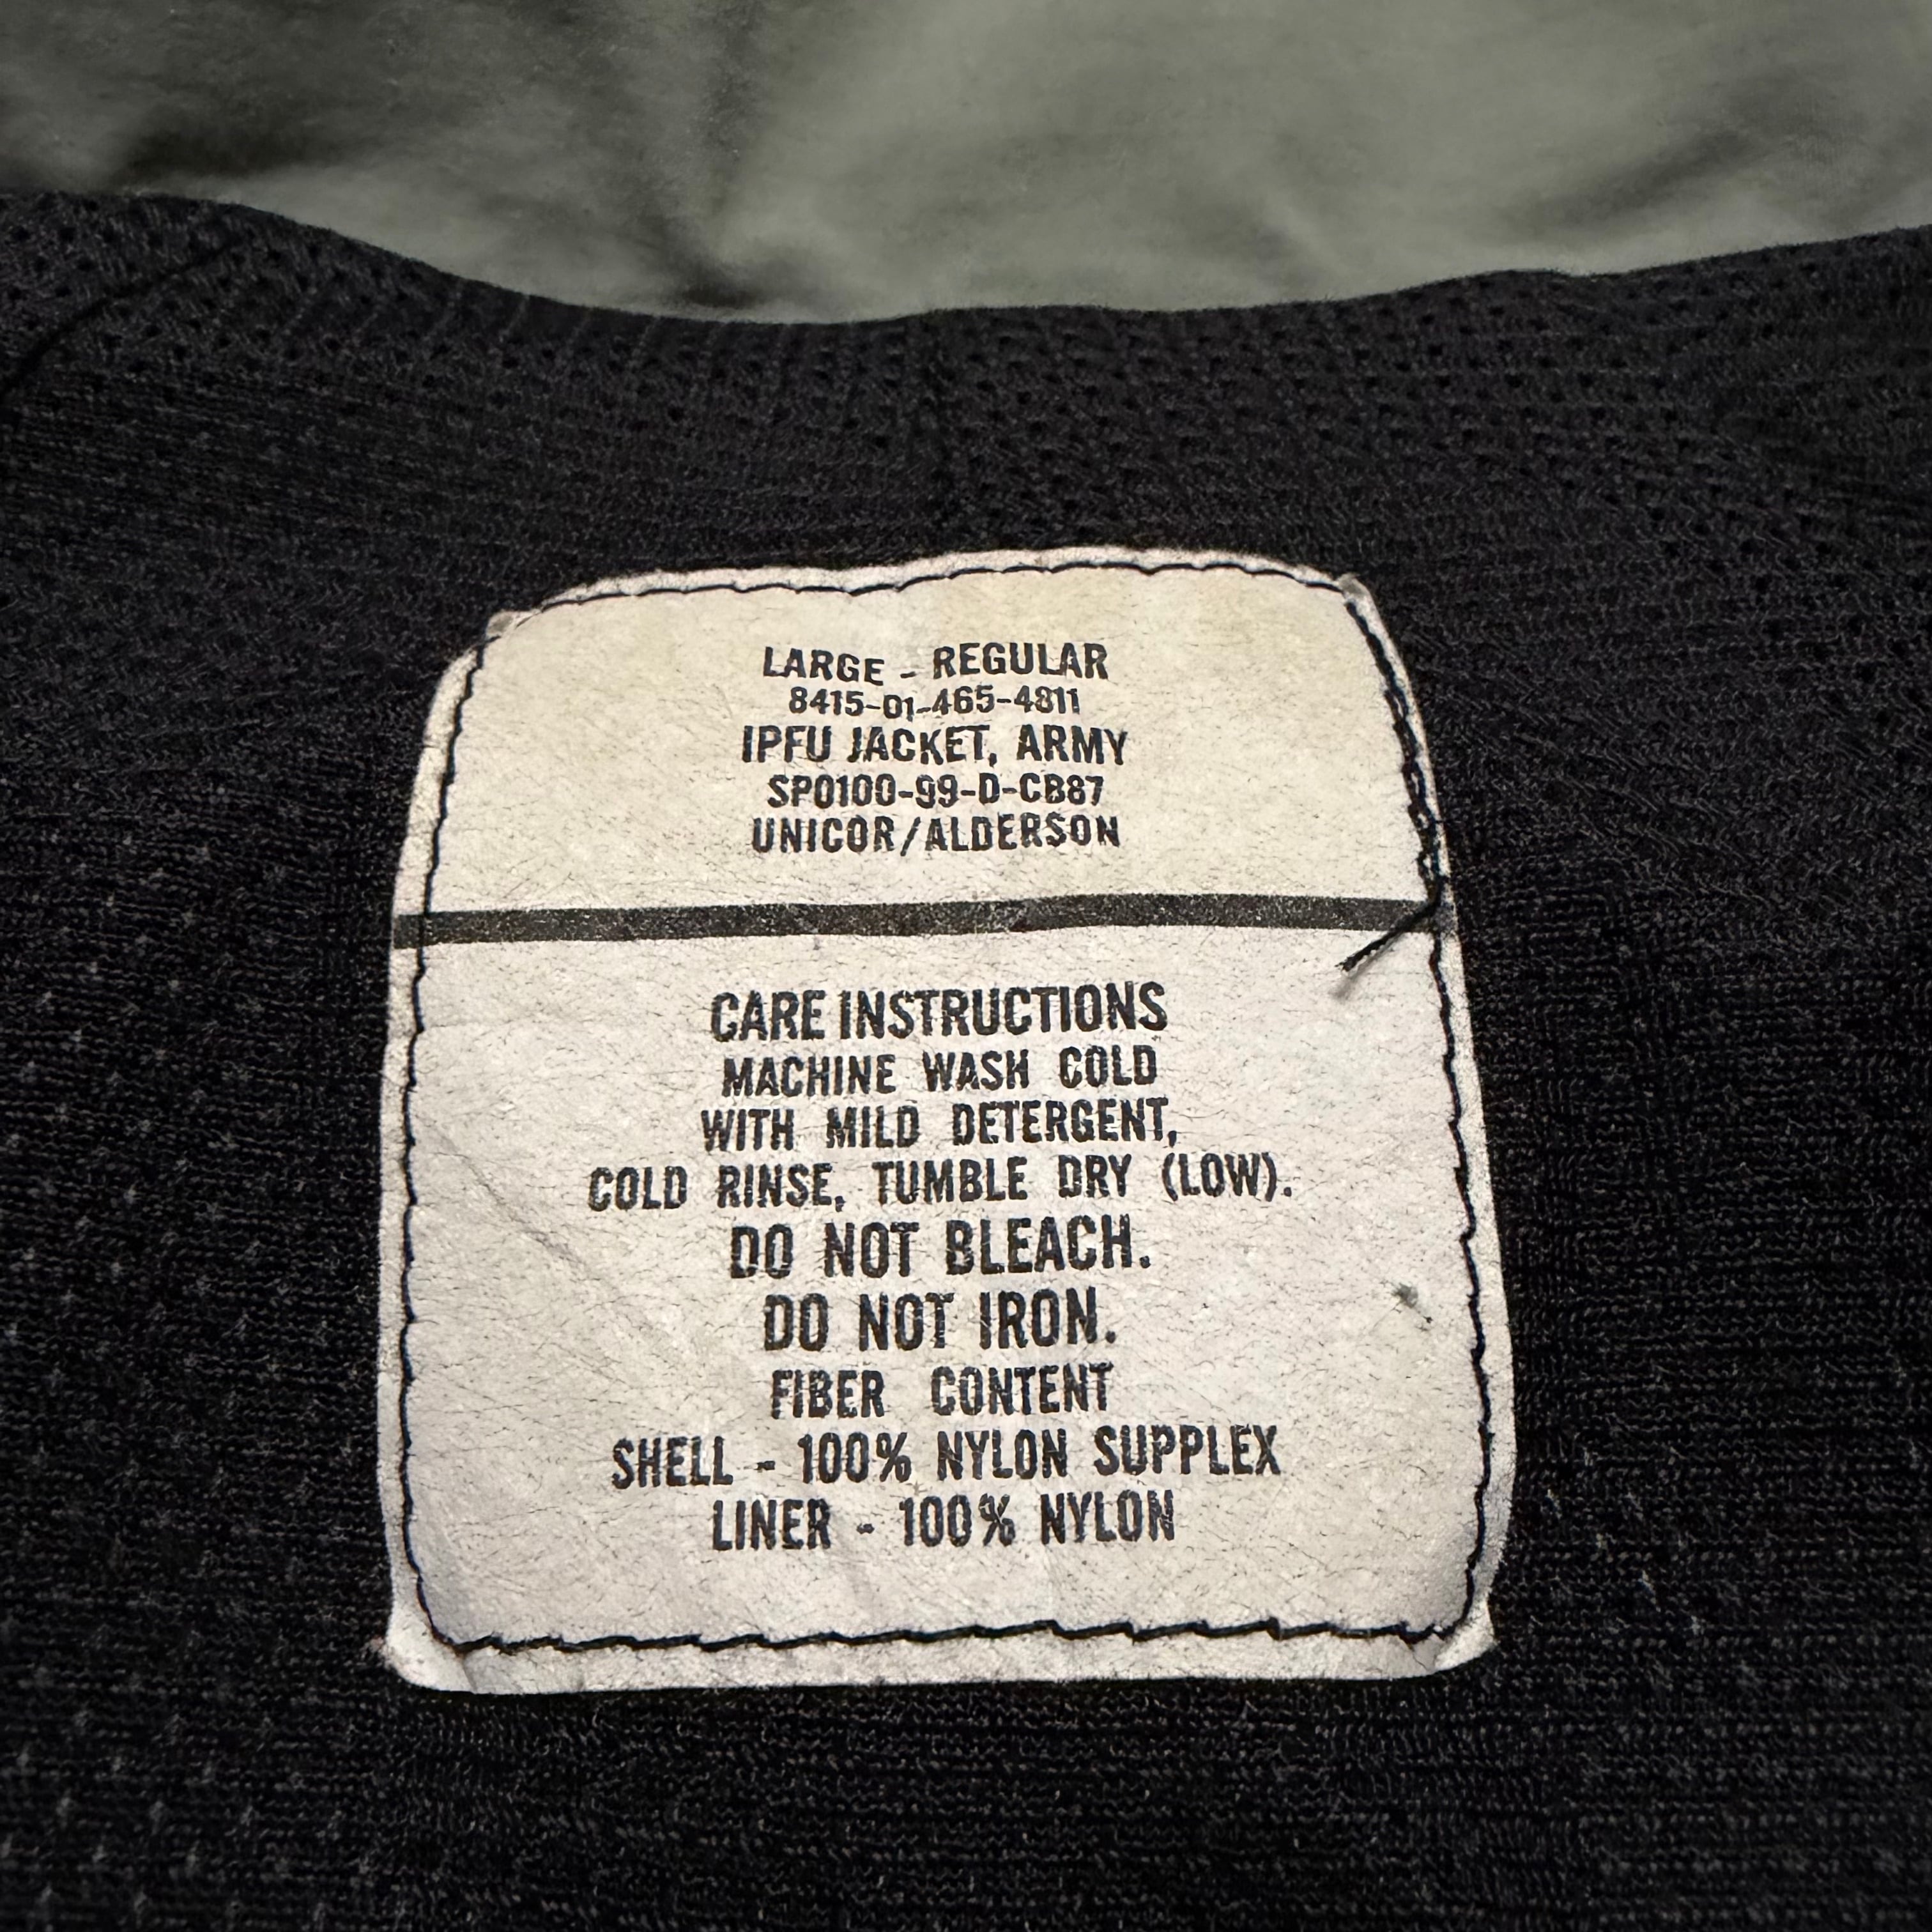 LARGE - REGULAR
8415-01-465-4811
IPFU JACKET, ARMY
SP0100-99-D-CB87
UNICOR/ALDERSON
CARE INSTRUCTIONS
MACHINE WASH COLD
WITH MILD DETERGENT,
COLD RINSE, TUMBLE DRY (LOW).
DO NOT BLEACH.
DO NOT IRON.
FIBER CONTENT
SHELL - 100% NYLON SUPPLEX
LINER - 100% NYLON